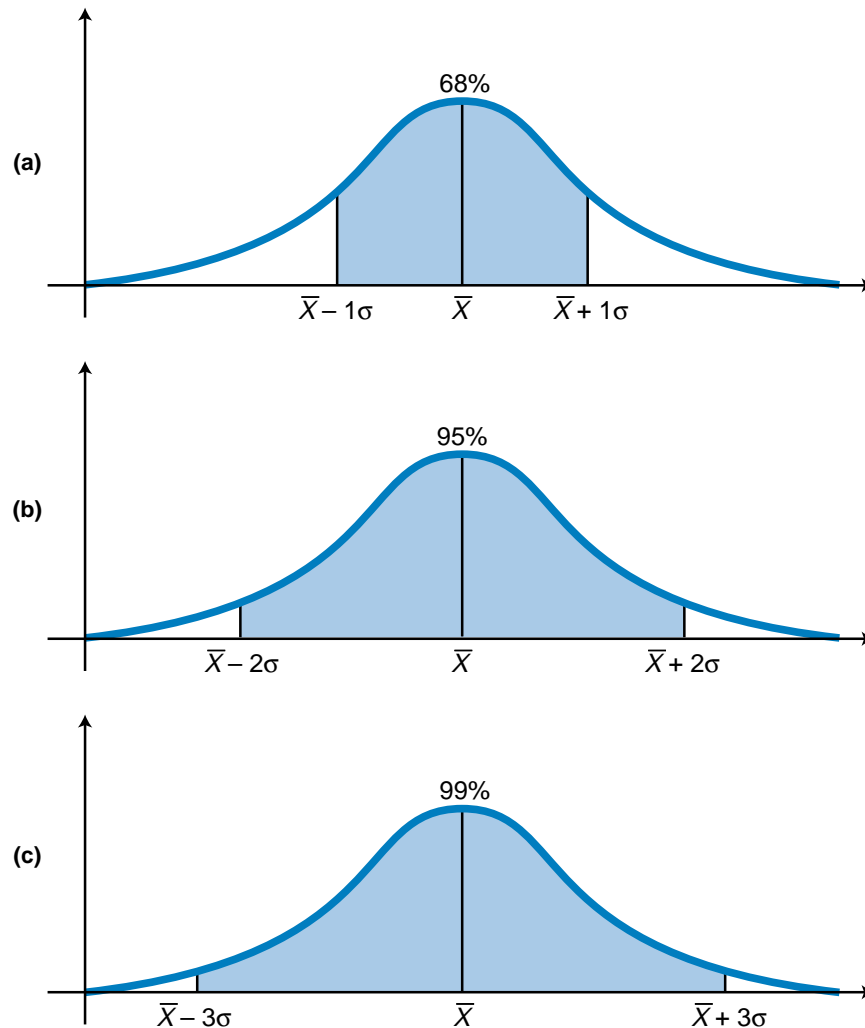 68%
(a)
X̅ – 1σ X̅ X̅ + 1σ
95%
(b)
X̅ – 2σ X̅ X̅ + 2σ
99%
(c)
X̅ – 3σ X̅ X̅ + 3σ